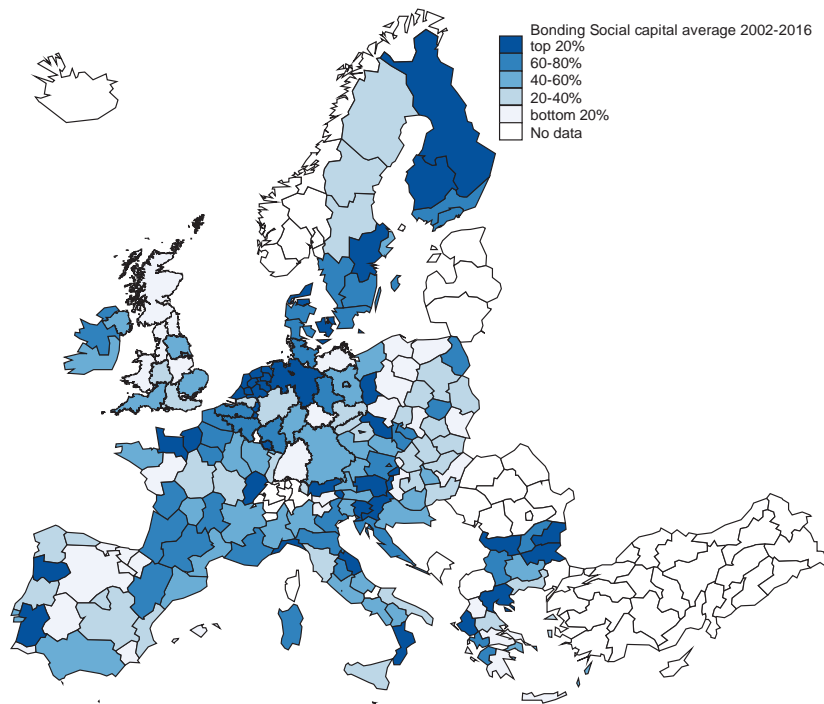 Bonding Social capital average 2002-2016
top 20%
60-80%
40-60%
20-40%
bottom 20%
No data